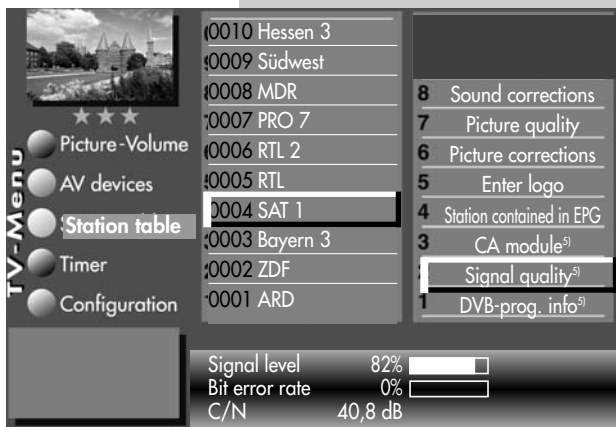 TV-Menu
Picture-Volume
AV devices
Station table
Timer
Configuration
0010 Hessen 3
0009 Südwest
0008 MDR
0007 PRO 7
0006 RTL 2
0005 RTL
0004 SAT 1
0003 Bayern 3
0002 ZDF
0001 ARD
8 Sound corrections
7 Picture quality
6 Picture corrections
5 Enter logo
4 Station contained in EPG
3 CA module5)
2 Signal quality5)
1 DVB-prog. info5)
Signal level 82%
Bit error rate 0%
C/N 40,8 dB